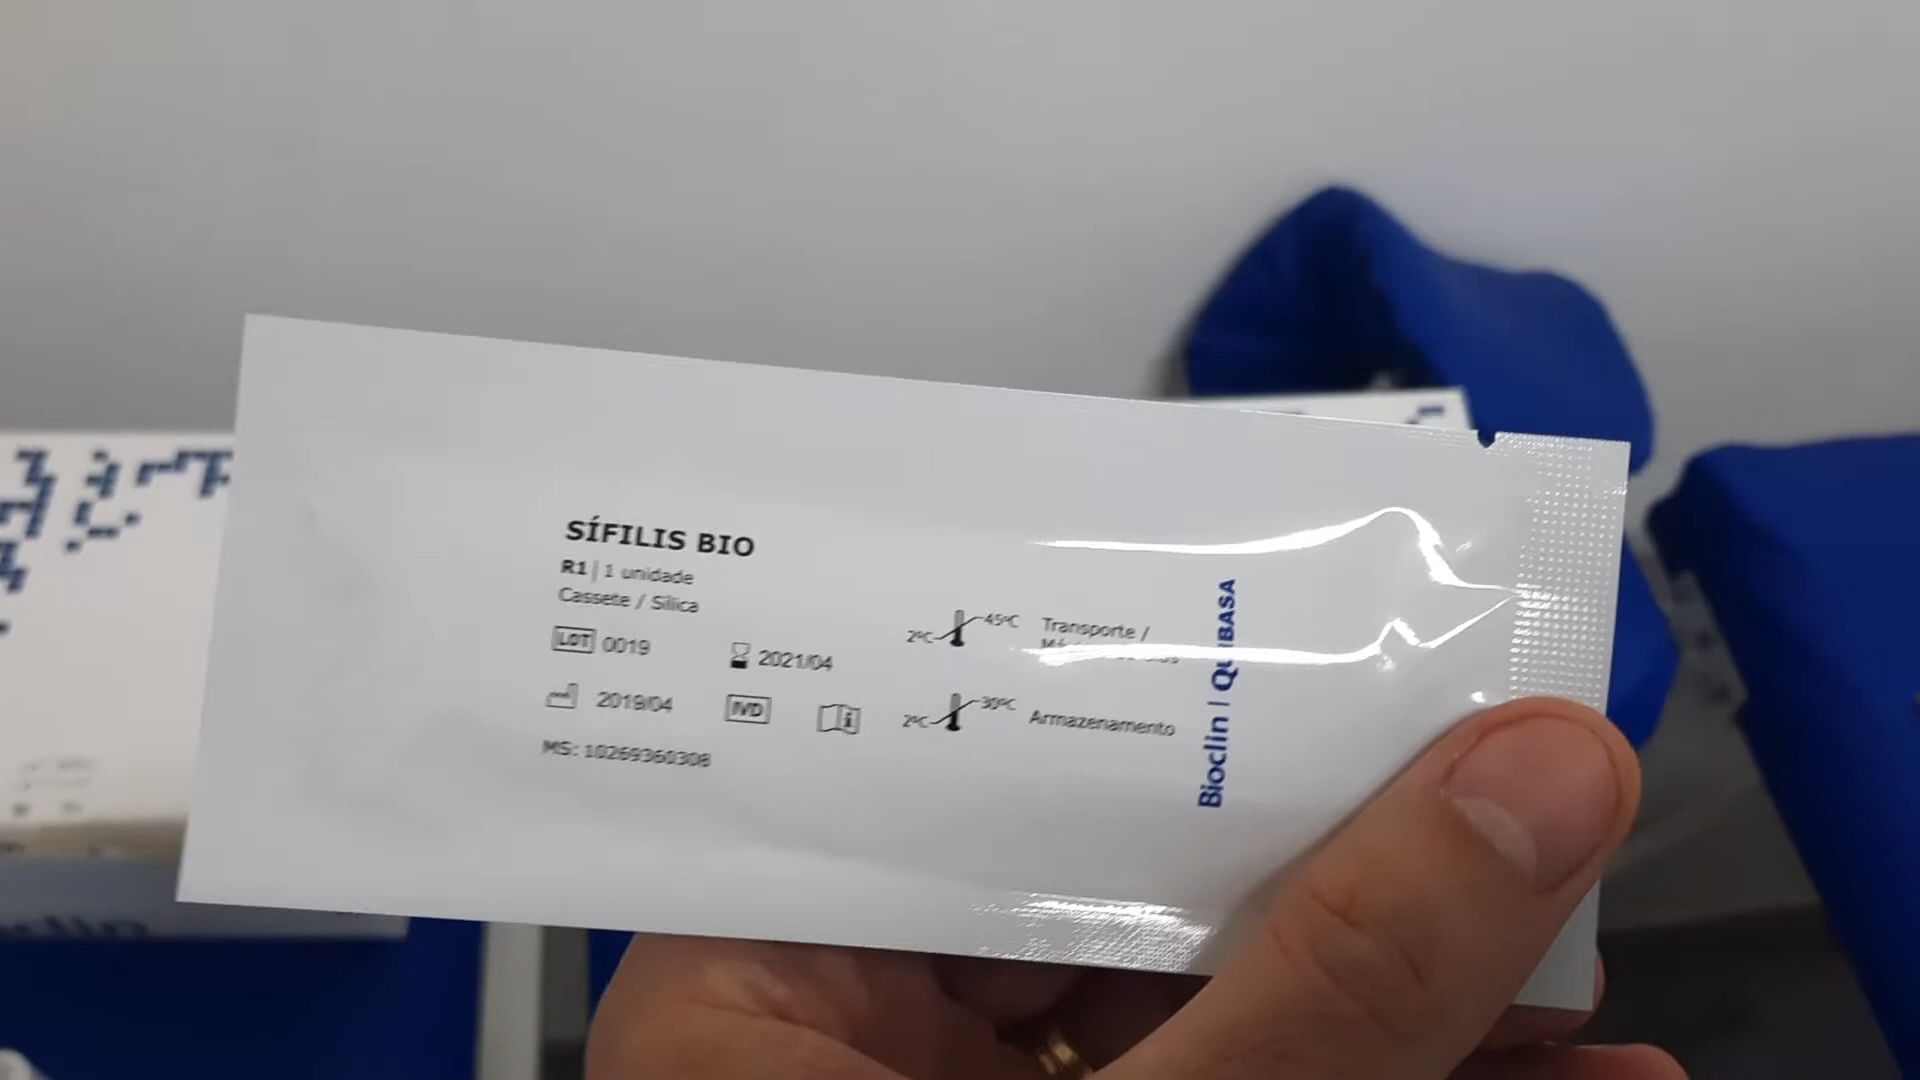 SÍFILIS BIO
R1 | 1 unidade
Cassete / Sílica
LOT 0019
2021/04
2019/04
IVD
MS: 10269360308
2ºC 45ºC Transporte /
2ºC 30ºC Armazenamento
Bioclin | QUIBASA